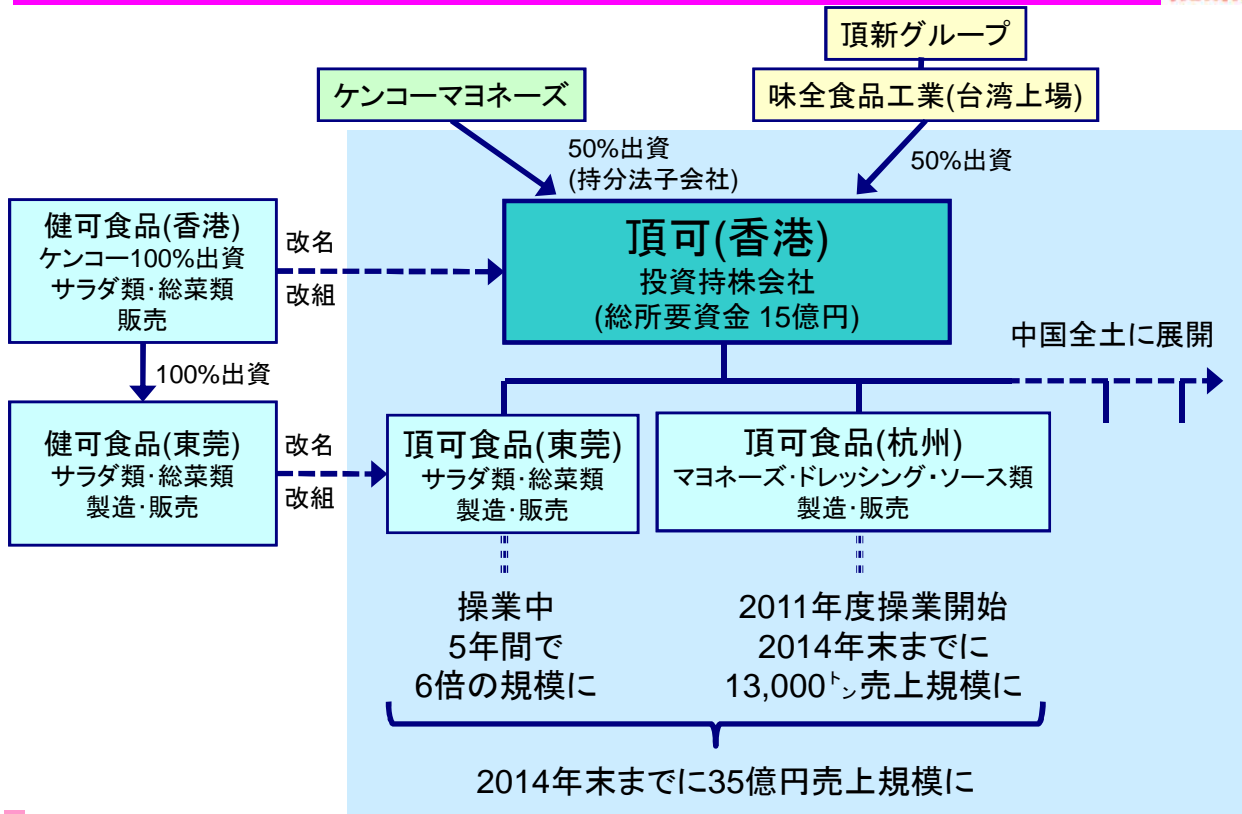 頂新グループ
ケンコーマヨネーズ
味全食品工業(台湾上場)
50%出資
(持分法子会社)
50%出資
健可食品(香港)
ケンコー100%出資
サラダ類・総菜類
販売
改名
改組
頂可(香港)
投資持株会社
(総所要資金 15億円)
中国全土に展開
100%出資
健可食品(東莞)
サラダ類・総菜類
製造・販売
改名
改組
頂可食品(東莞)
サラダ類・総菜類
製造・販売
頂可食品(杭州)
マヨネーズ・ドレッシング・ソース類
製造・販売
操業中
5年間で
6倍の規模に
2011年度操業開始
2014年末までに
13,000㌧売上規模に
2014年末までに35億円売上規模に